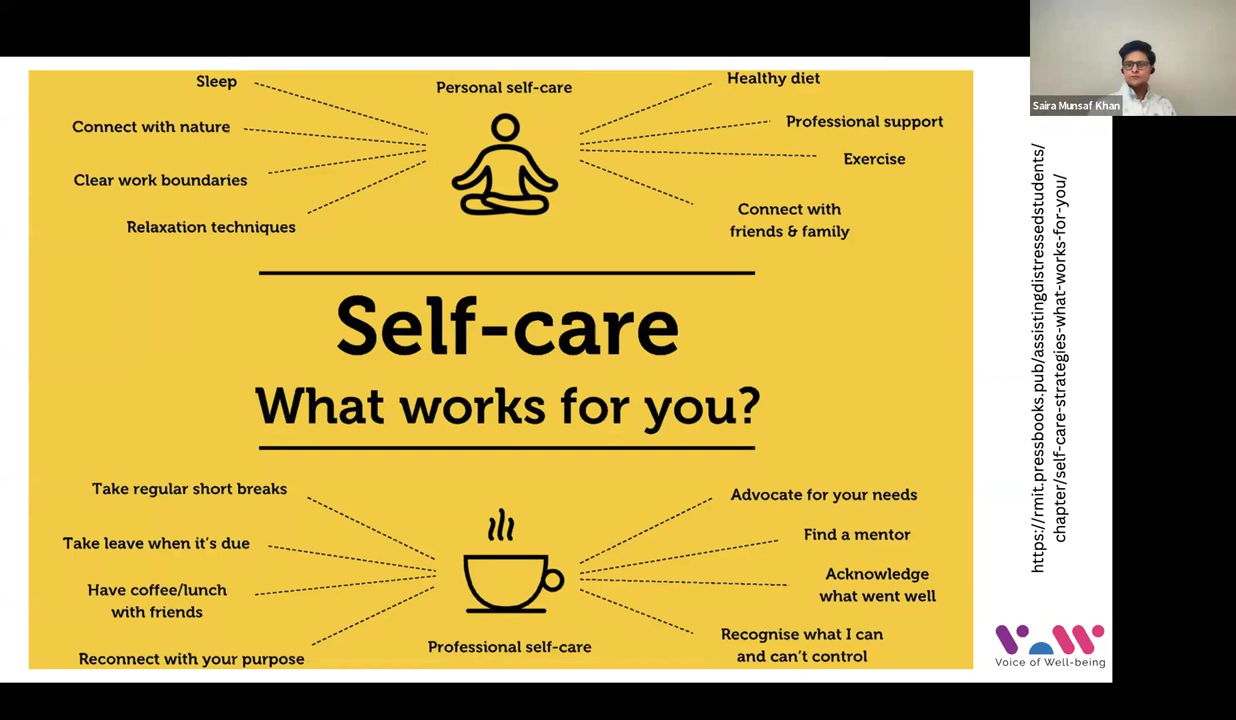 Saira Munsaf Khan
Personal self-care
Sleep
Connect with nature
Clear work boundaries
Relaxation techniques
Healthy diet
Professional support
Exercise
Connect with
friends & family
Self-care
What works for you?
Take regular short breaks
Take leave when it's due
Have coffee/lunch
with friends
Reconnect with your purpose
Advocate for your needs
Find a mentor
Acknowledge
what went well
Recognise what I can
and can't control
Professional self-care
https://rmit.pressbooks.pub/assistingdistressedstudents/
chapter/self-care-strategies-what-works-for-you/
VOW
Voice of Well-being